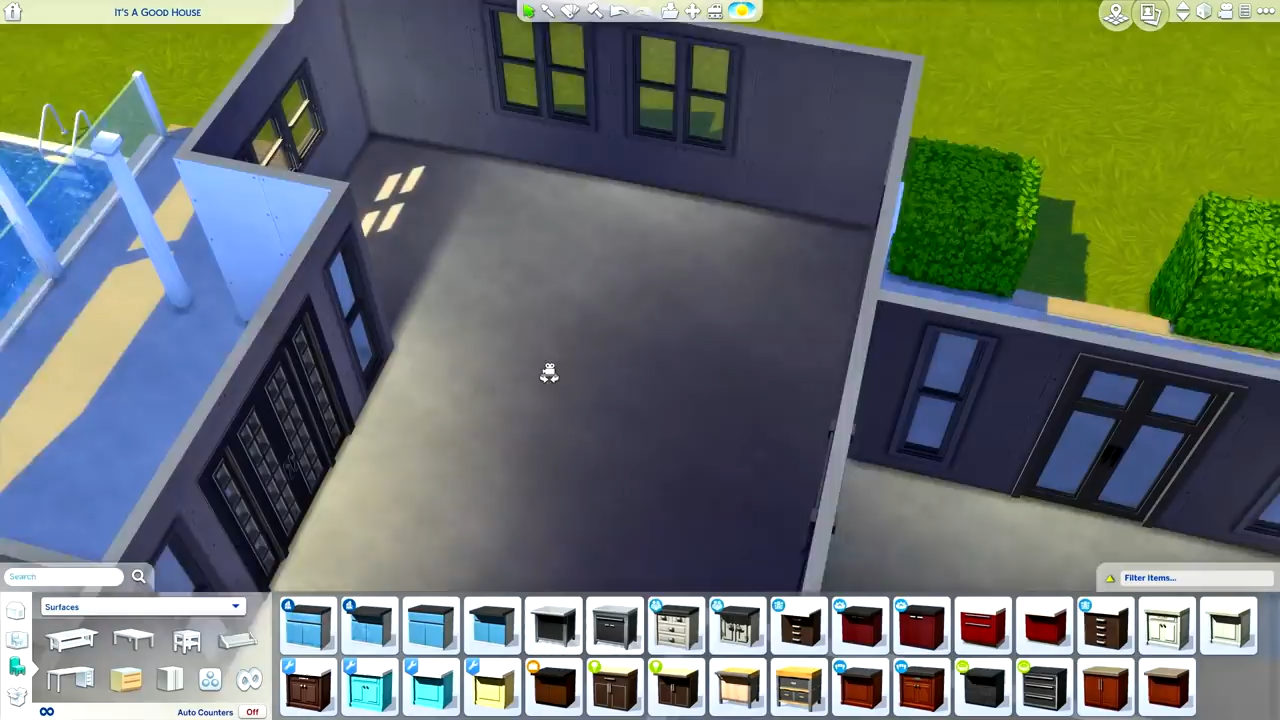 IT'S A GOOD HOUSE
Search
Filter Items...
Surfaces
Auto Counters Off